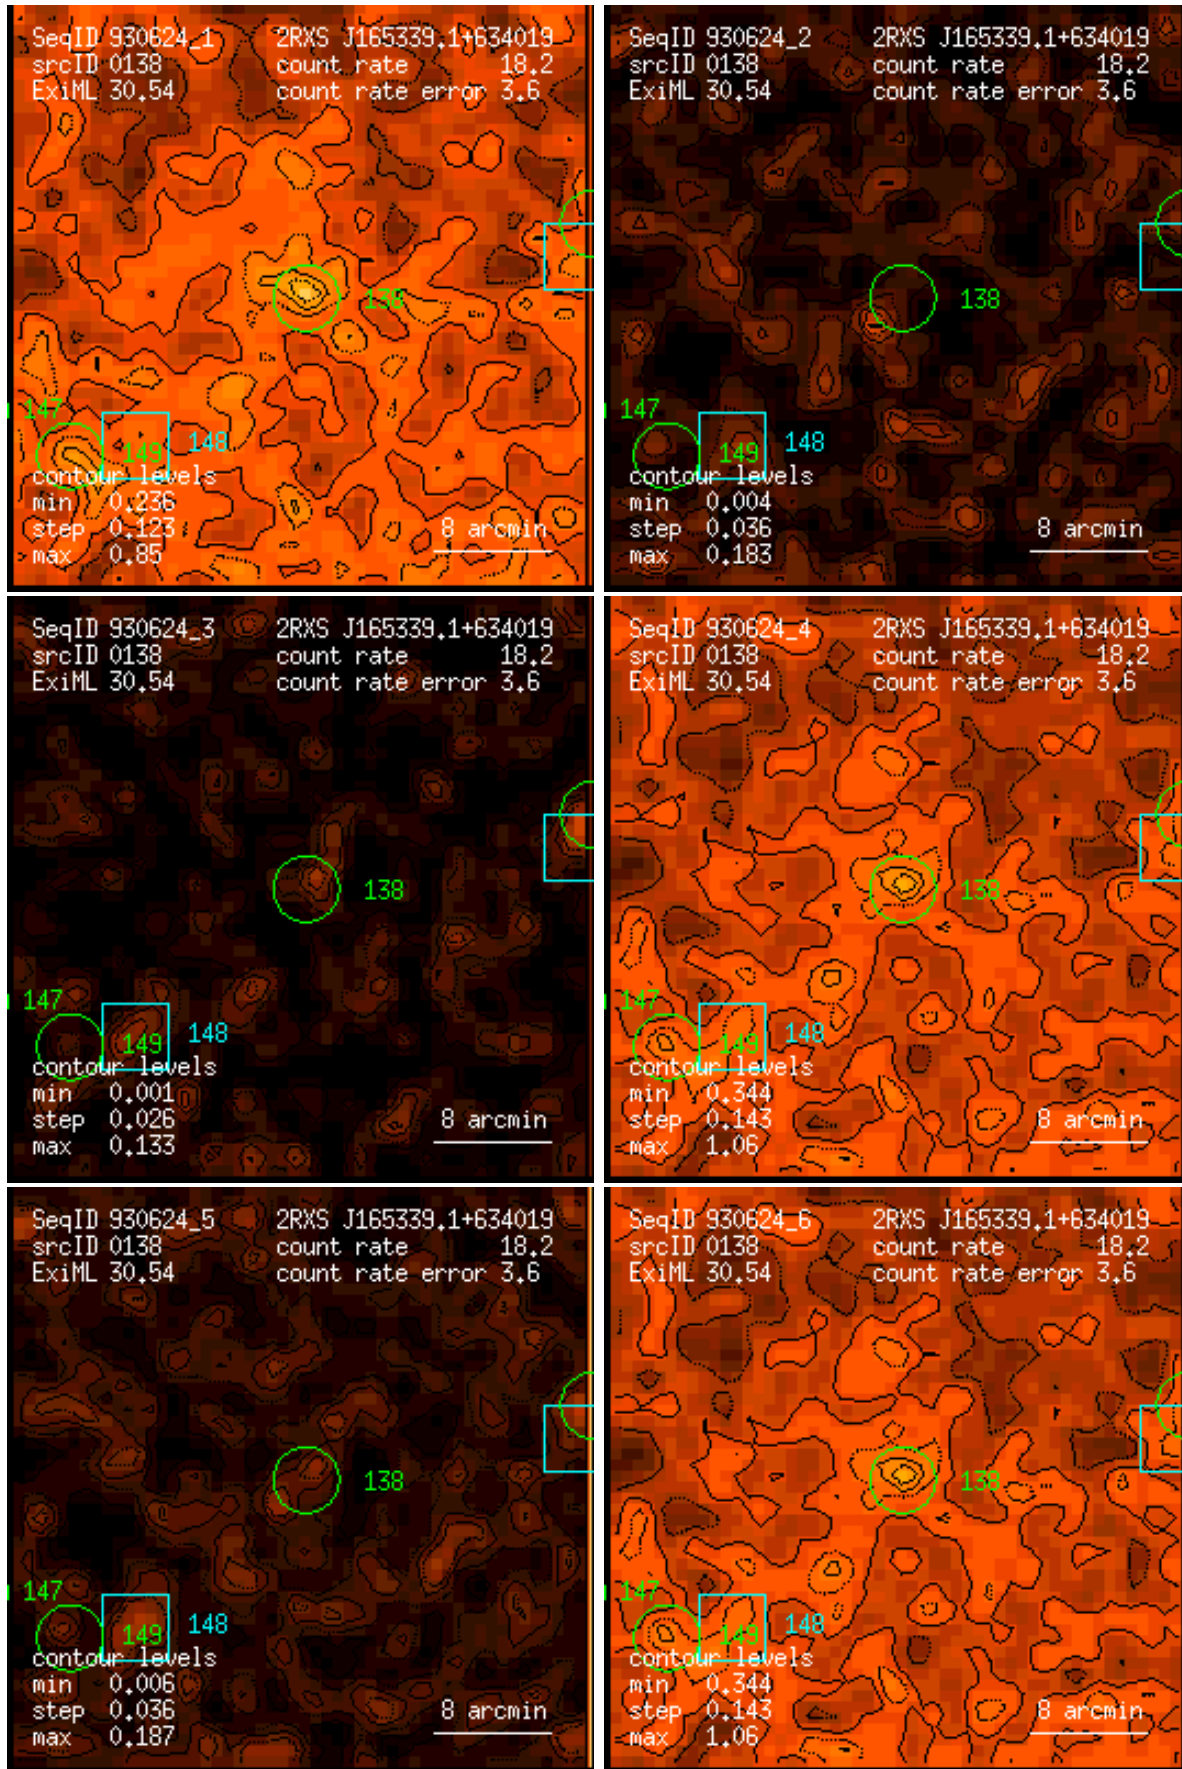 SeqID 930624_1 2RXS J165339.1+634019
srcID 0138 count rate 18.2
ExiML 30.54 count rate error 3.6
138
147
149 148
contour levels
min 0.236
step 0.123 8 arcmin
max 0.85
SeqID 930624_2 2RXS J165339.1+634019
srcID 0138 count rate 18.2
ExiML 30.54 count rate error 3.6
138
147
149 148
contour levels
min 0.004
step 0.036 8 arcmin
max 0.183
SeqID 930624_3 2RXS J165339.1+634019
srcID 0138 count rate 18.2
ExiML 30.54 count rate error 3.6
138
147
149 148
contour levels
min 0.001
step 0.026 8 arcmin
max 0.133
SeqID 930624_4 2RXS J165339.1+634019
srcID 0138 count rate 18.2
ExiML 30.54 count rate error 3.6
138
147
149 148
contour levels
min 0.344
step 0.143 8 arcmin
max 1.06
SeqID 930624_5 2RXS J165339.1+634019
srcID 0138 count rate 18.2
ExiML 30.54 count rate error 3.6
138
147
149 148
contour levels
min 0.006
step 0.036 8 arcmin
max 0.187
SeqID 930624_6 2RXS J165339.1+634019
srcID 0138 count rate 18.2
ExiML 30.54 count rate error 3.6
138
147
149 148
contour levels
min 0.344
step 0.143 8 arcmin
max 1.06